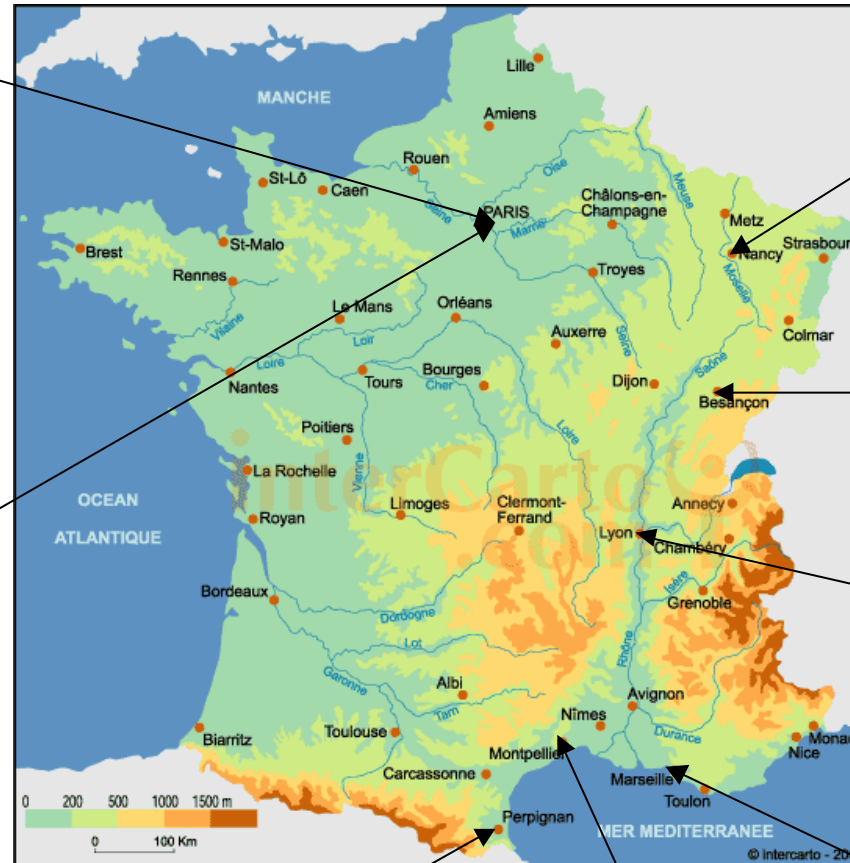 Lille
MANCHE
Amiens
Rouen
Oise
St-Lô
Caen
Seine
PARIS
Marne
Châlons-en-
Champagne
Meuse
Metz
Nancy
Strasbour
Moselle
Brest
St-Malo
Rennes
Vilaine
Le Mans
Loir
Orléans
Troyes
Seine
Auxerre
Colmar
Loire
Nantes
Tours
Bourges
Cher
Dijon
Saône
Besançon
Poitiers
Vienne
Loire
La Rochelle
InterCarto
.com
OCEAN
ATLANTIQUE
Royan
Limoges
Clermont-
Ferrand
Lyon
Annecy
Chambéry
Bordeaux
Dordogne
Isère
Grenoble
Lot
Rhône
Garonne
Albi
Tarn
Avignon
Nîmes
Durance
Biarritz
Toulouse
Montpellier
Monac
Nice
Carcassonne
Marseille
Toulon
0 200 500 1000 1500 m
0 100 Km
Perpignan
MER MEDITERRANEE
© Intercarto - 20